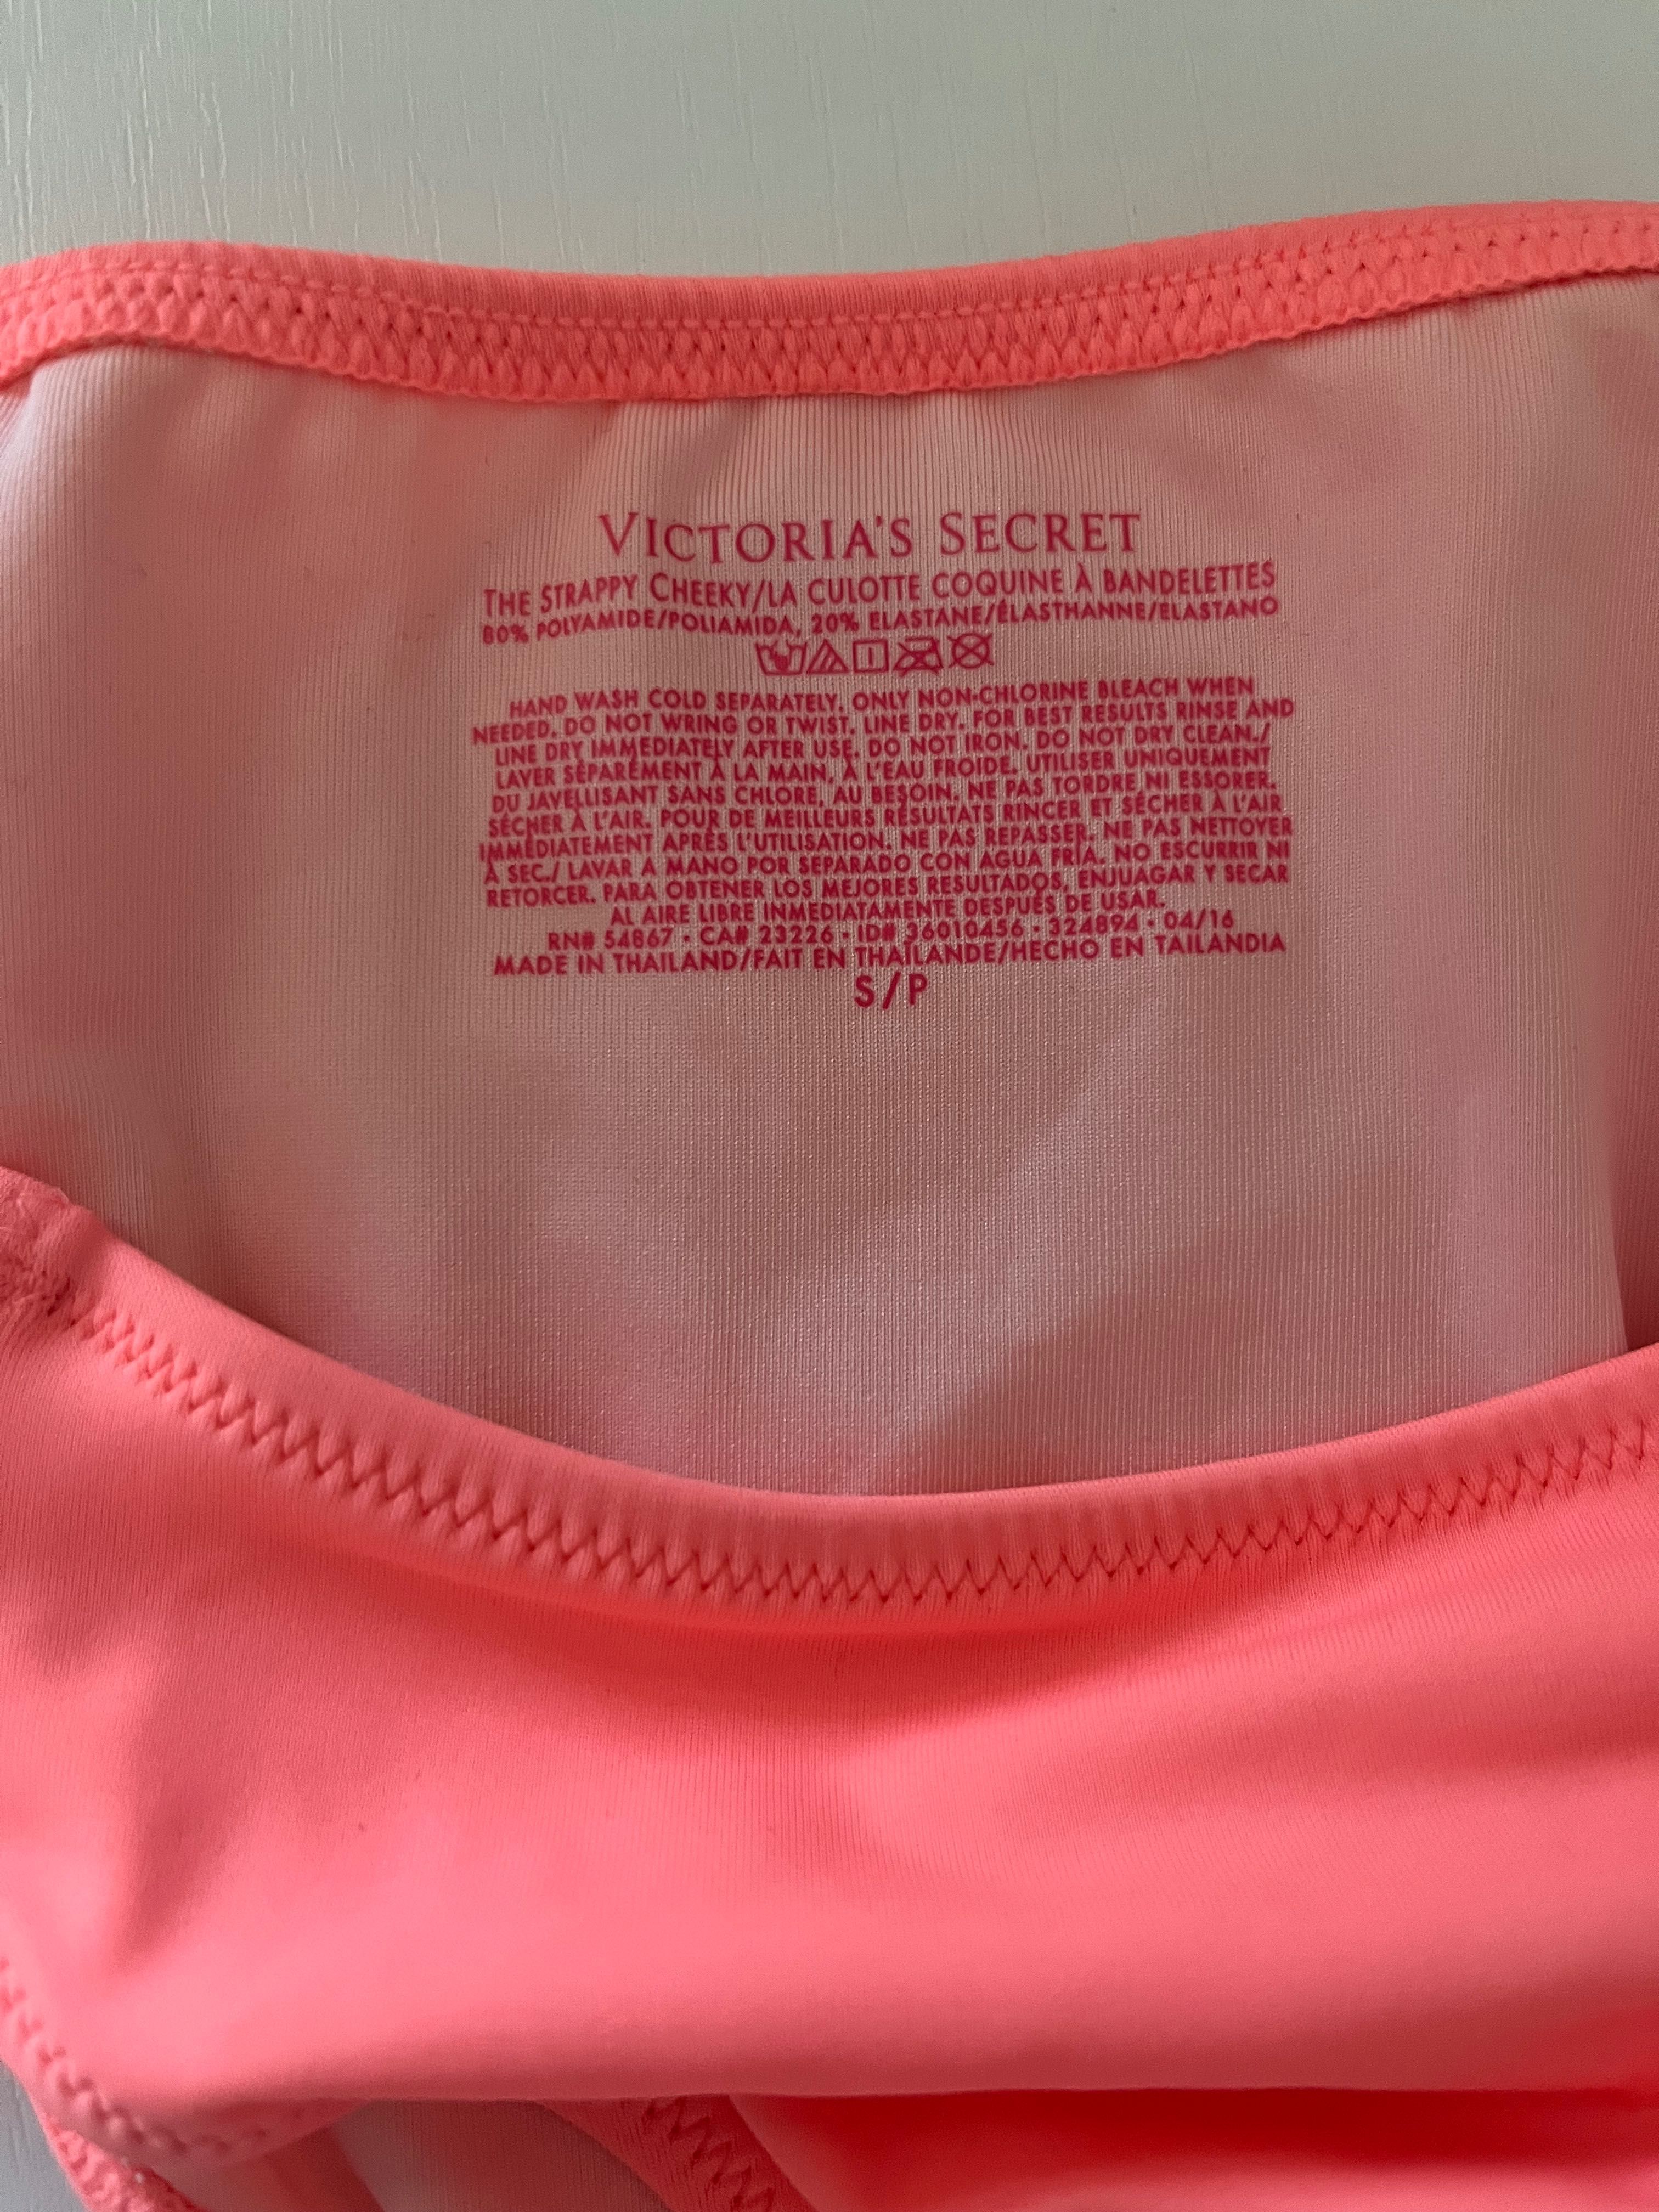 VICTORIA'S SECRET
THE STRAPPY CHEEKY/LA CULOTTE COQUINE À BANDELETTES
80% POLYAMIDE/POLIAMIDA, 20% ELASTANE/ÉLASTHANNE/ELASTANO
HAND WASH COLD SEPARATELY. ONLY NON-CHLORINE BLEACH WHEN
NEEDED. DO NOT WRING OR TWIST. LINE DRY. FOR BEST RESULTS RINSE AND
LINE DRY IMMEDIATELY AFTER USE. DO NOT IRON. DO NOT DRY CLEAN./
LAVER SÉPARÉMENT À LA MAIN, À L'EAU FROIDE. UTILISER UNIQUEMENT
DU JAVELLISANT SANS CHLORE, AU BESOIN. NE PAS TORDRE NI ESSORER.
SÉCHER À L'AIR. POUR DE MEILLEURS RÉSULTATS RINCER ET SÉCHER À L'AIR
IMMÉDIATEMENT APRÈS L'UTILISATION. NE PAS REPASSER. NE PAS NETTOYER
À SEC./ LAVAR A MANO POR SEPARADO CON AGUA FRÍA. NO ESCURRIR NI
RETORCER. PARA OBTENER LOS MEJORES RESULTADOS, ENJUAGAR Y SECAR
AL AIRE LIBRE INMEDIATAMENTE DESPUÉS DE USAR.
RN# 54867 · CA# 23226 · ID# 36010456 · 324894 · 04/16
MADE IN THAILAND/FAIT EN THAÏLANDE/HECHO EN TAILANDIA
S/P